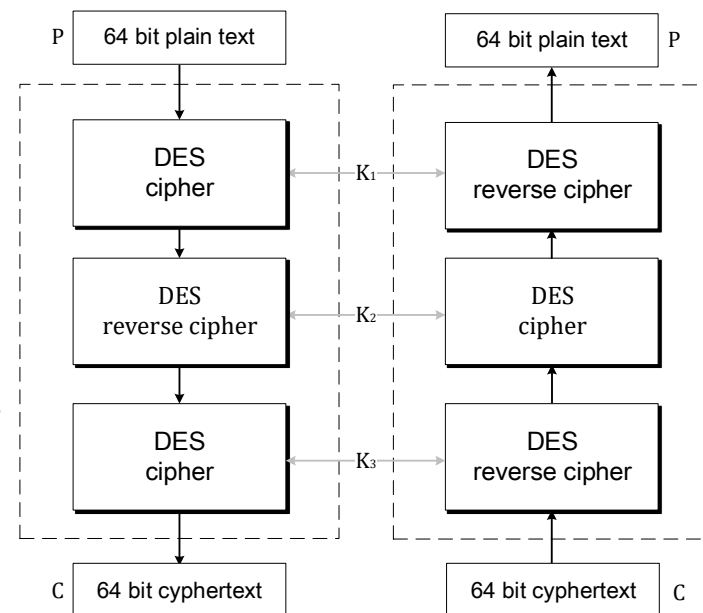 P 64 bit plain text
64 bit plain text P
DES
cipher
K₁
DES
reverse cipher
DES
reverse cipher
K₂
DES
cipher
DES
cipher
K₃
DES
reverse cipher
C 64 bit cyphertext
64 bit cyphertext C